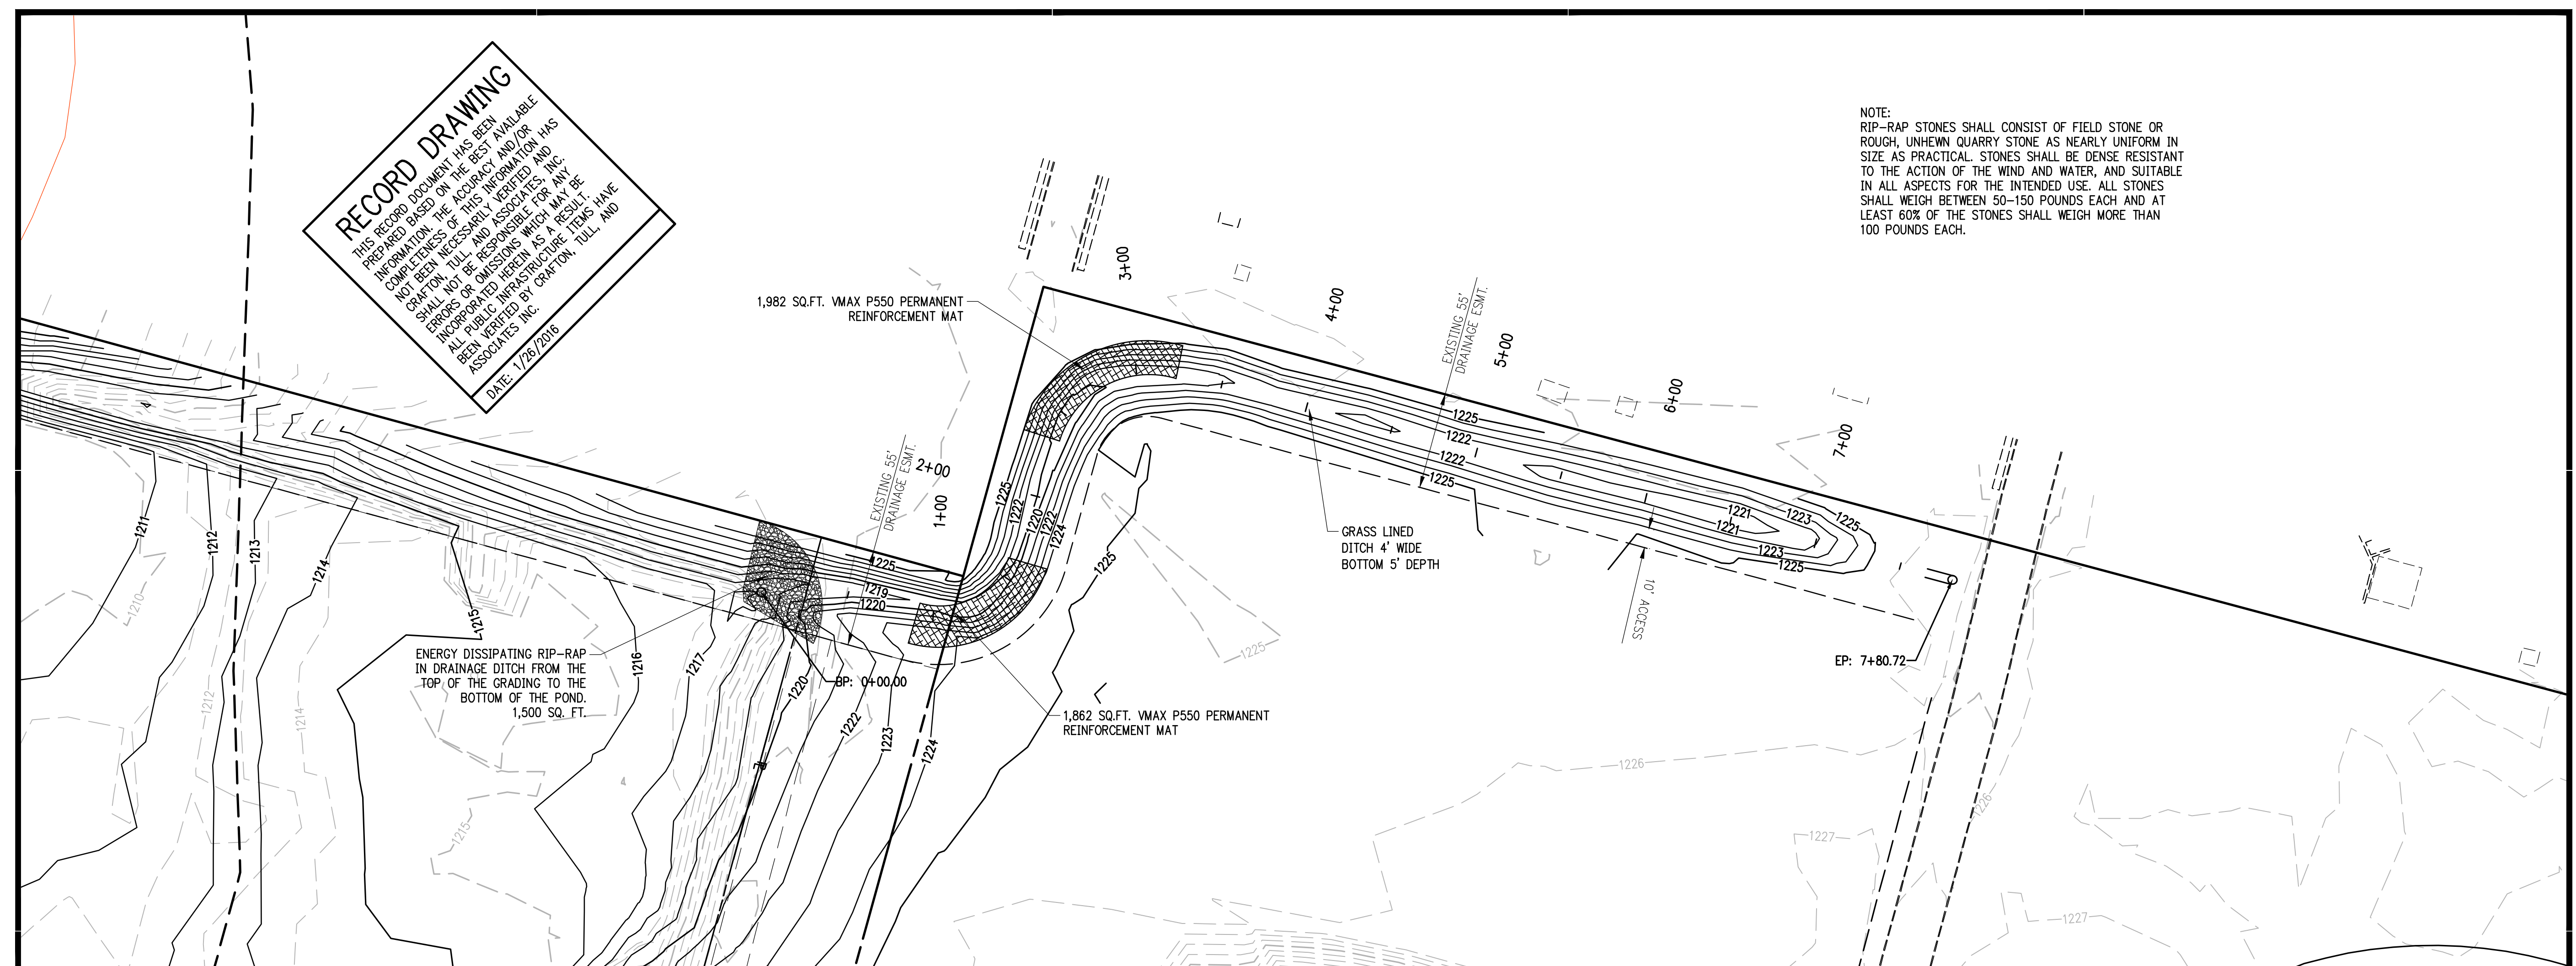 RECORD DRAWING
THIS RECORD DOCUMENT HAS BEEN
PREPARED BASED ON THE BEST AVAILABLE
INFORMATION. THE ACCURACY AND/OR
COMPLETENESS OF THIS INFORMATION HAS
NOT BEEN NECESSARILY VERIFIED AND
CRAFTON, TULL, AND ASSOCIATES, INC.
SHALL NOT BE RESPONSIBLE FOR ANY
ERRORS OR OMISSIONS WHICH MAY BE
INCORPORATED HEREIN AS A RESULT.
ALL PUBLIC INFRASTRUCTURE ITEMS HAVE
BEEN VERIFIED BY CRAFTON, TULL, AND
ASSOCIATES INC.
DATE: 1/26/2016
NOTE:
RIP-RAP STONES SHALL CONSIST OF FIELD STONE OR
ROUGH, UNHEWN QUARRY STONE AS NEARLY UNIFORM IN
SIZE AS PRACTICAL. STONES SHALL BE DENSE RESISTANT
TO THE ACTION OF THE WIND AND WATER, AND SUITABLE
IN ALL ASPECTS FOR THE INTENDED USE. ALL STONES
SHALL WEIGH BETWEEN 50-150 POUNDS EACH AND AT
LEAST 60% OF THE STONES SHALL WEIGH MORE THAN
100 POUNDS EACH.
1,982 SQ.FT. VMAX P550 PERMANENT
REINFORCEMENT MAT
3+00
4+00
EXISTING 55'
DRAINAGE ESMT.
5+00
6+00
7+00
EXISTING 55'
DRAINAGE ESMT.
2+00
1+00
1225
1222
1220
1222
1224
1225
1222
1222
1225
1221
1221
1223
1223
1225
1225
GRASS LINED
DITCH 4' WIDE
BOTTOM 5' DEPTH
10' ACCESS
EP: 7+80.72
1225
1219
1220
1225
1225
1211
1212
1213
1214
1215
1216
1217
1220
1222
1223
1224
1210
1212
1214
1215
ENERGY DISSIPATING RIP-RAP
IN DRAINAGE DITCH FROM THE
TOP OF THE GRADING TO THE
BOTTOM OF THE POND.
1,500 SQ. FT.
BP: 0+00.00
1,862 SQ.FT. VMAX P550 PERMANENT
REINFORCEMENT MAT
1226
1226
1227
1227